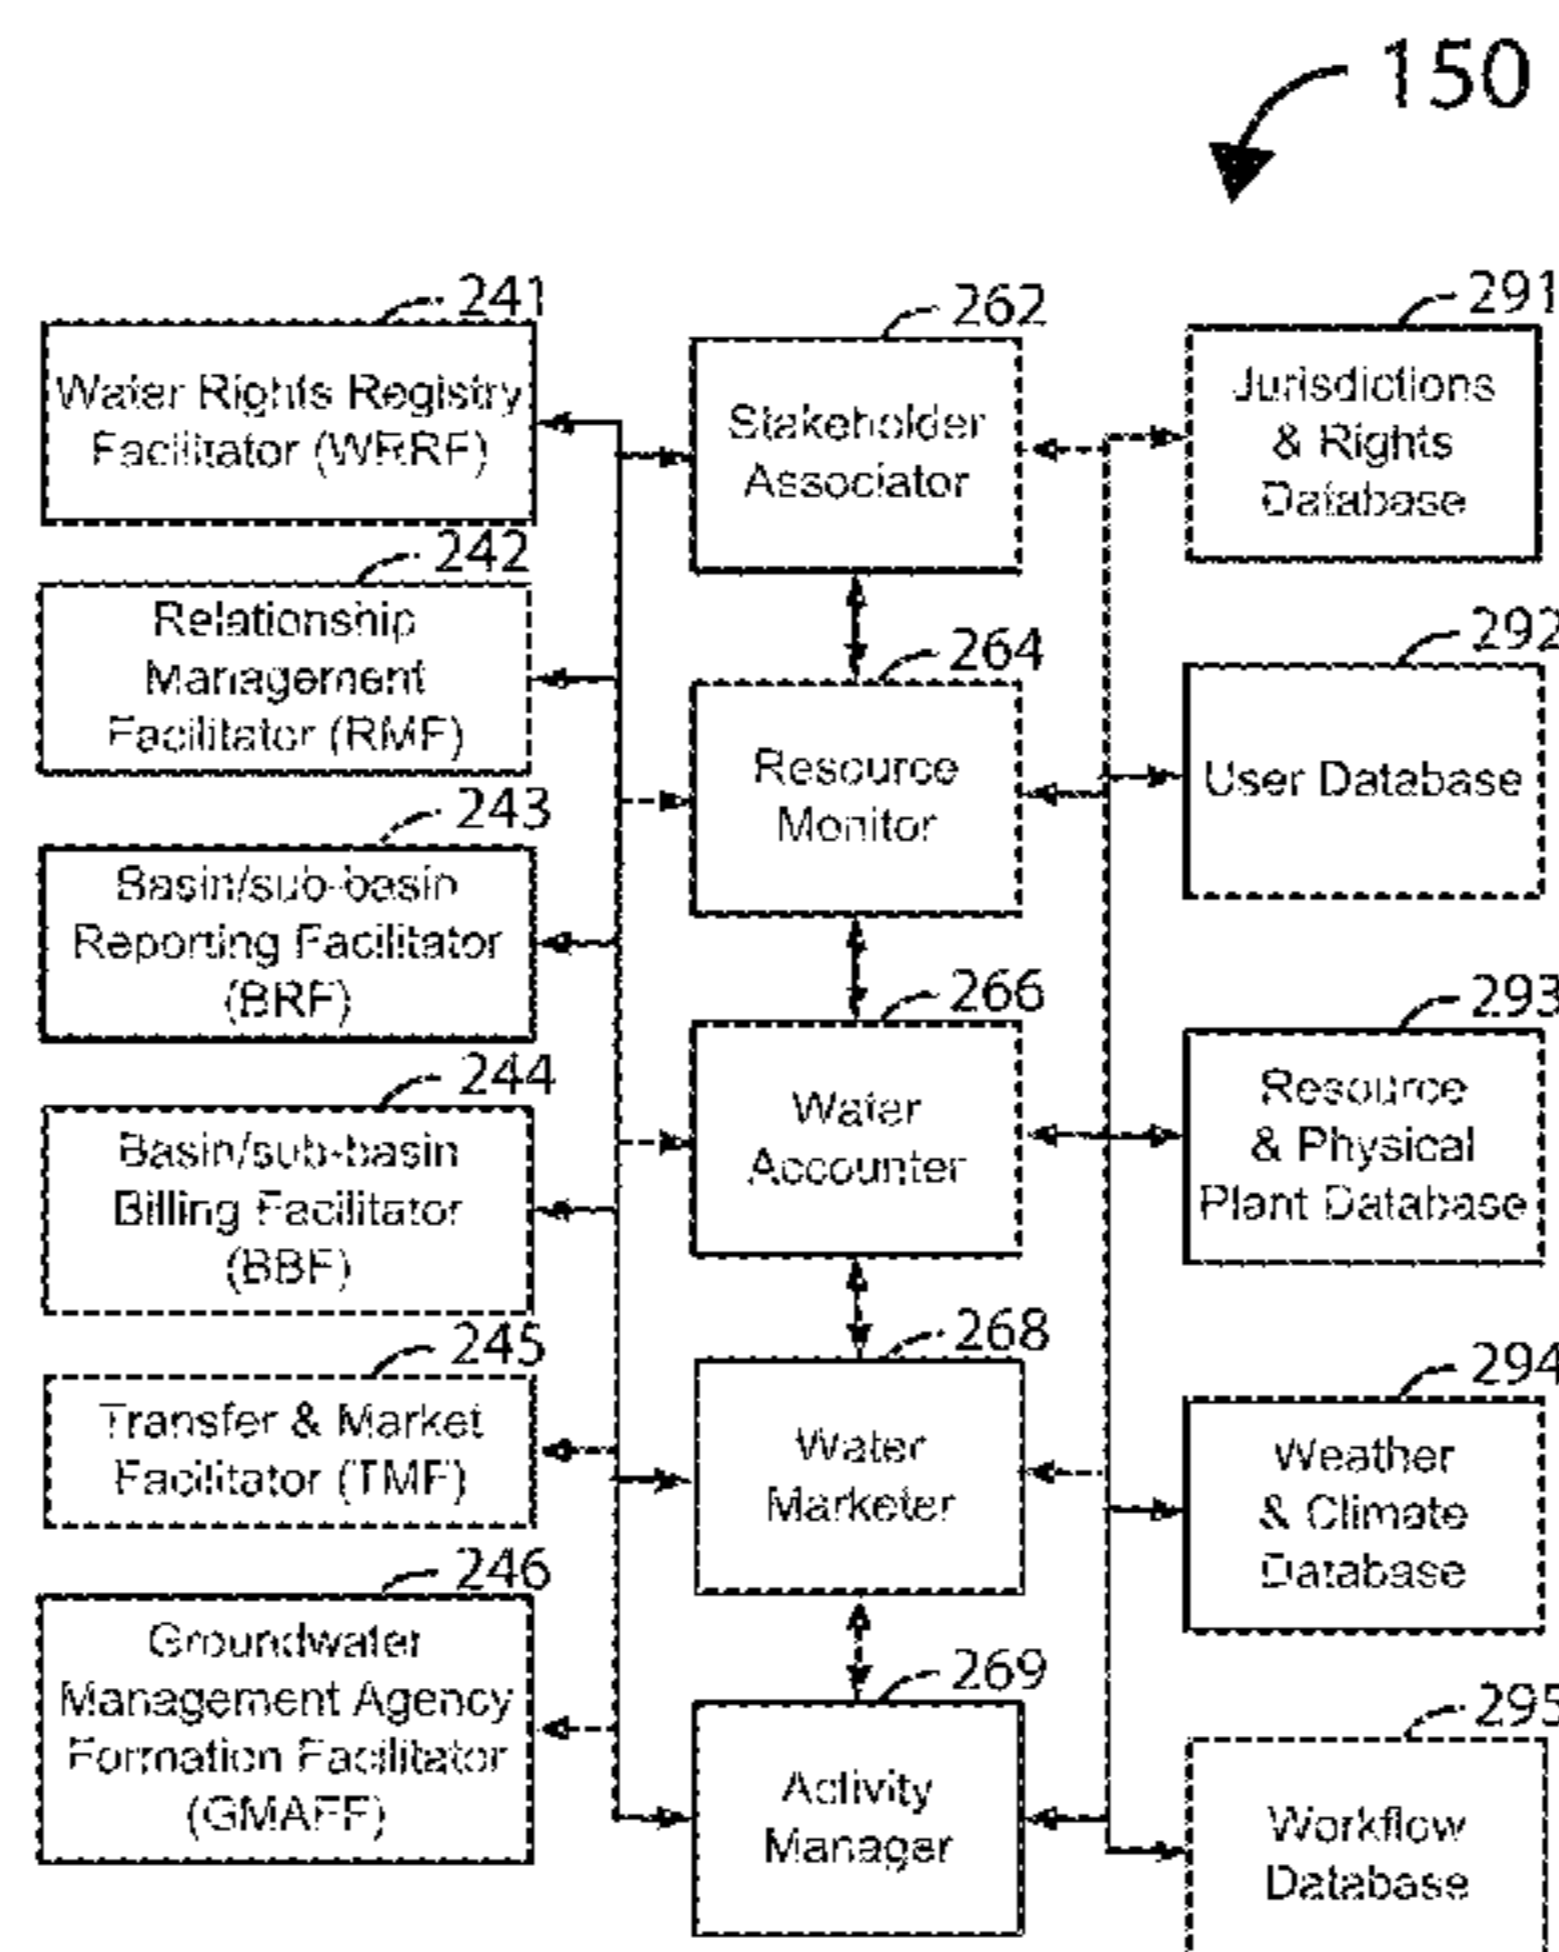 150
241
Water Rights Registry
Facilitator (WRRF)
242
Relationship
Management
Facilitator (RMF)
243
Basin/sub-basin
Reporting Facilitator
(BRF)
244
Basin/sub-basin
Billing Facilitator
(BBF)
245
Transfer & Market
Facilitator (TMF)
246
Groundwater
Management Agency
Formation Facilitator
(GMAFF)
262
Stakeholder
Associator
264
Resource
Monitor
266
Water
Accounter
268
Water
Marketer
269
Activity
Manager
291
Jurisdictions
& Rights
Database
292
User Database
293
Resource
& Physical
Plant Database
294
Weather
& Climate
Database
295
Workflow
Database